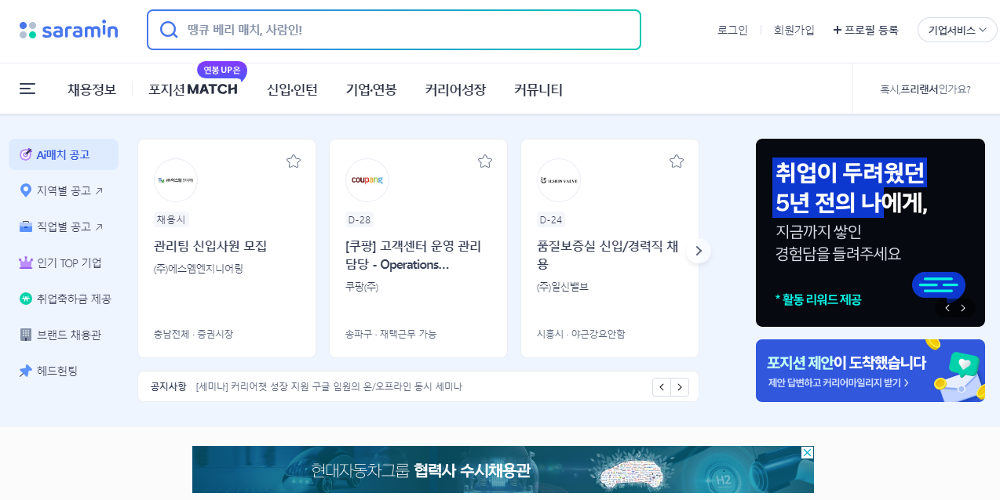 saramin
땡큐 베리 매치, 사람인!
로그인
회원가입
+ 프로필 등록
기업서비스
연봉 UP은
채용정보
포지션 MATCH
신입·인턴
기업·연봉
커리어성장
커뮤니티
혹시,프리랜서인가요?
Ai매치 공고
지역별 공고
직업별 공고
인기 TOP 기업
취업축하금 제공
브랜드 채용관
헤드헌팅
채용시
관리팀 신입사원 모집
(주)에스엠엔지니어링
충남전체 · 증권시장
coupang
D-28
[쿠팡] 고객센터 운영 관리
담당 - Operations...
쿠팡(주)
송파구 · 재택근무 가능
ILSHIN VALVE
D-24
품질보증실 신입/경력직 채
용
(주)일신밸브
시흥시 · 야근강요안함
공지사항
[세미나] 커리어챗 성장 지원 구글 임원의 온/오프라인 동시 세미나
취업이 두려웠던
5년 전의 나에게,
지금까지 쌓인
경험담을 들려주세요
* 활동 리워드 제공
포지션 제안이 도착했습니다
제안 답변하고 커리어마일리지 받기 >
현대자동차그룹 협력사 수시채용관
H2